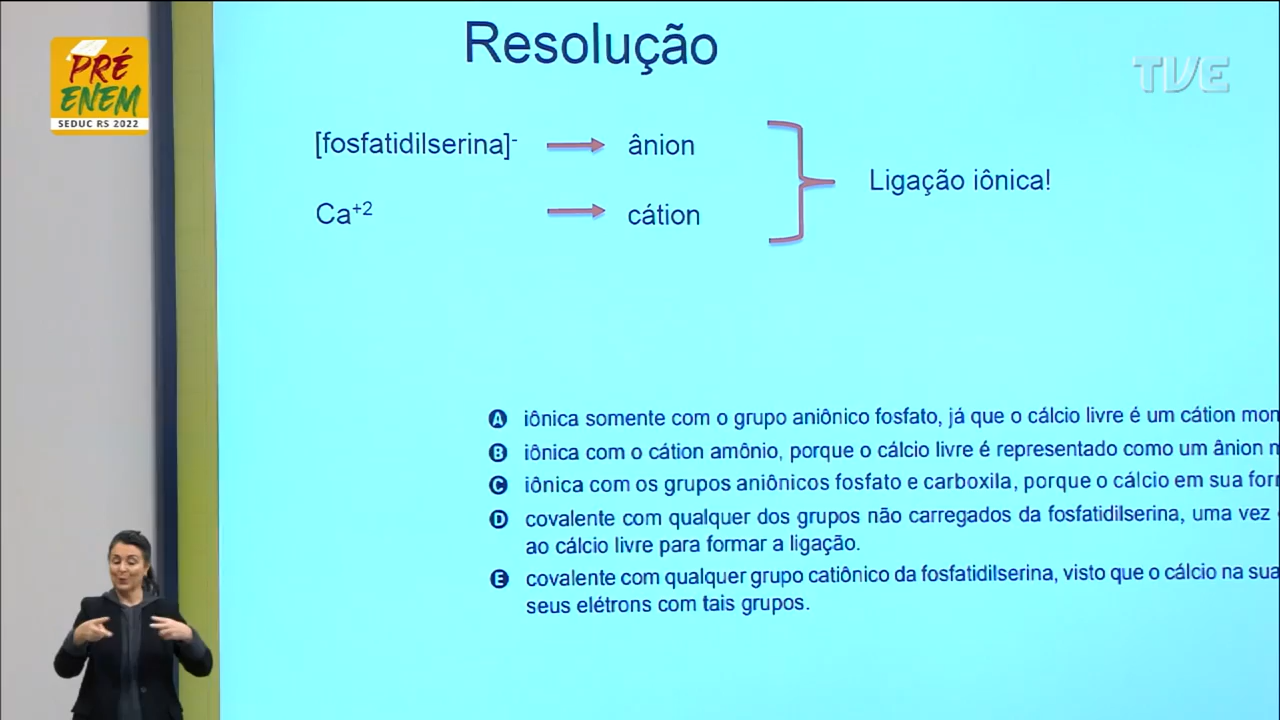 PRÉ
ENEM
SEDUC RS 2022
TVE
Resolução
[fosfatidilserina]- ânion
Ca+2 cátion
Ligação iônica!
A iônica somente com o grupo aniônico fosfato, já que o cálcio livre é um cátion
B iônica com o cátion amônio, porque o cálcio livre é representado como um ânion
C iônica com os grupos aniônicos fosfato e carboxila, porque o cálcio em sua
D covalente com qualquer dos grupos não carregados da fosfatidilserina, uma vez
ao cálcio livre para formar a ligação.
E covalente com qualquer grupo catiônico da fosfatidilserina, visto que o cálcio na sua
seus elétrons com tais grupos.